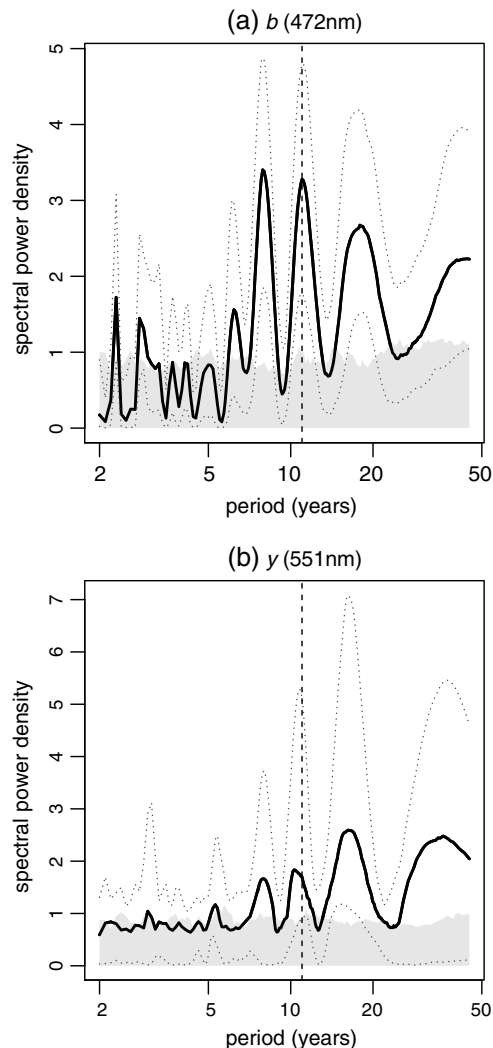 (a) b (472nm)
spectral power density
0 1 2 3 4 5
2 5 10 20 50
period (years)
(b) y (551nm)
spectral power density
0 1 2 3 4 5 6 7
2 5 10 20 50
period (years)